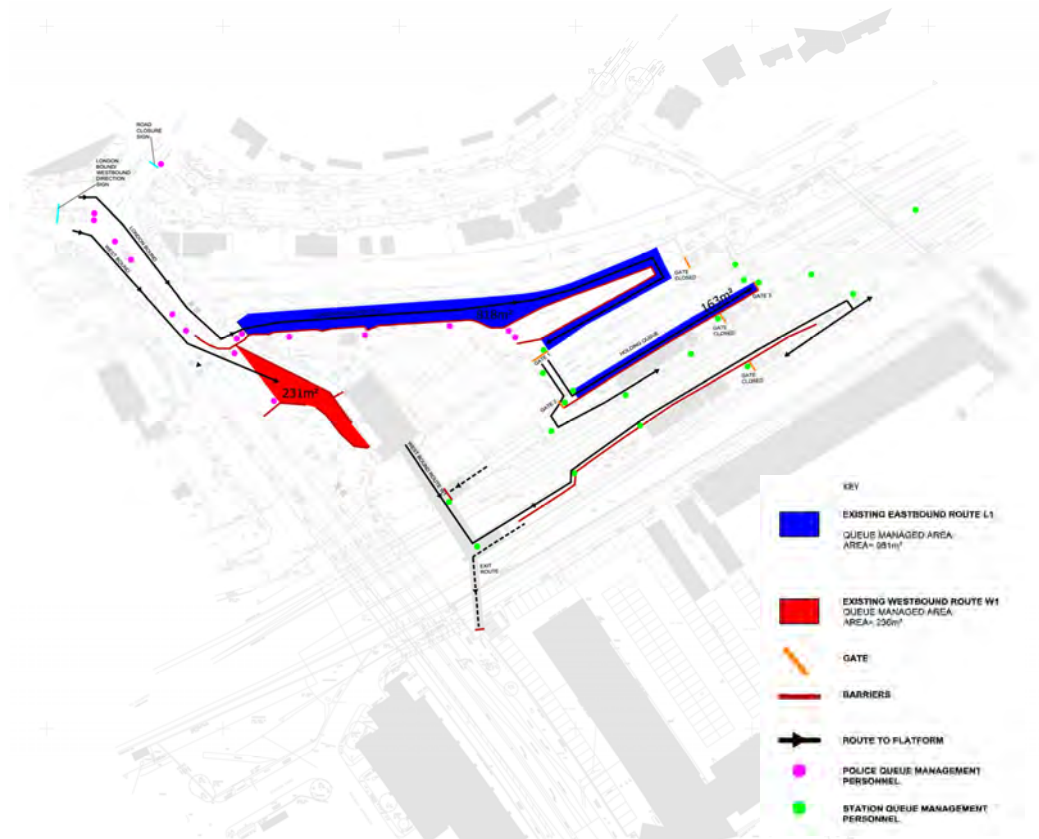 ROAD
CLOSURE
SIGN
LONDON
BOUND/
WESTBOUND
DIRECTION
SIGN
LONDON BOUND
WEST BOUND
818m²
163m²
231m²
GATE
CLOSED
GATE 3
GATE
CLOSED
HOLDING QUEUE
GATE
GATE 2
GATE
CLOSED
WEST BOUND ROUTE
EXIT
ROUTE
KEY
EXISTING EASTBOUND ROUTE L1
QUEUE MANAGED AREA
AREA= 981m²
EXISTING WESTBOUND ROUTE W1
QUEUE MANAGED AREA
AREA= 236m²
GATE
BARRIERS
ROUTE TO PLATFORM
POLICE QUEUE MANAGEMENT
PERSONNEL
STATION QUEUE MANAGEMENT
PERSONNEL